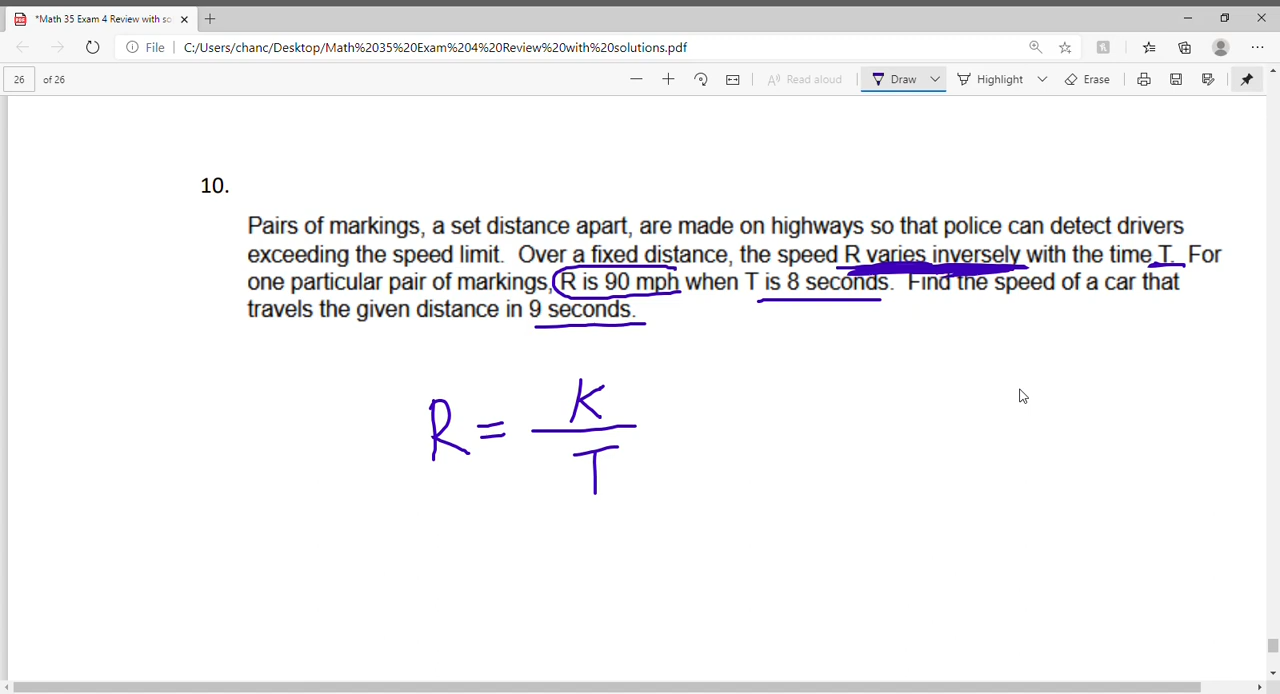 *Math 35 Exam 4 Review with so
File C:/Users/chanc/Desktop/Math%2035%20Exam%204%20Review%20with%20solutions.pdf
26 of 26 Read aloud Draw Highlight Erase
10.
Pairs of markings, a set distance apart, are made on highways so that police can detect drivers
exceeding the speed limit. Over a fixed distance, the speed R varies inversely with the time T. For
one particular pair of markings, R is 90 mph when T is 8 seconds. Find the speed of a car that
travels the given distance in 9 seconds.
R = K
T